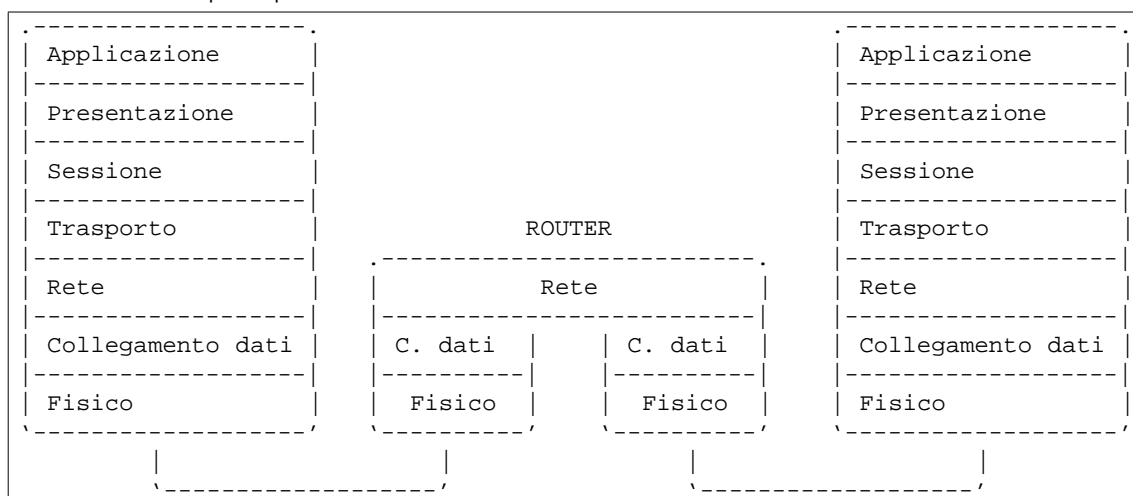 Applicazione Applicazione
Presentazione Presentazione
Sessione Sessione
Trasporto ROUTER Trasporto
Rete Rete Rete
Collegamento dati C. dati C. dati Collegamento dati
Fisico Fisico Fisico Fisico